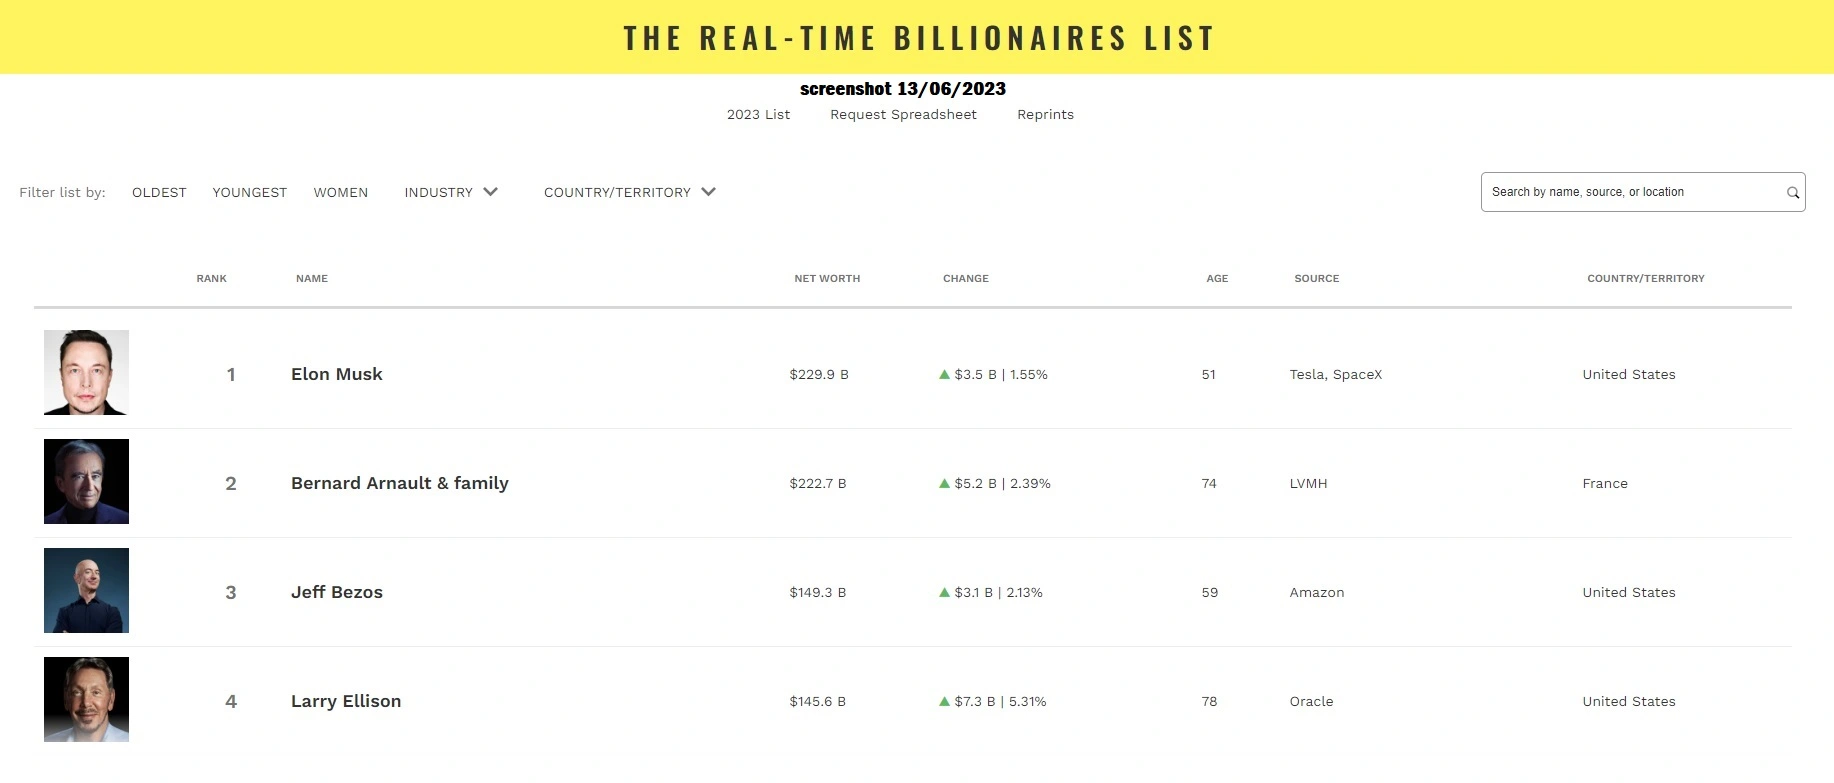 THE REAL-TIME BILLIONAIRES LIST
screenshot 13/06/2023
2023 List Request Spreadsheet Reprints
Filter list by: OLDEST YOUNGEST WOMEN INDUSTRY COUNTRY/TERRITORY Search by name, source, or location
RANK NAME NET WORTH CHANGE AGE SOURCE COUNTRY/TERRITORY
1 Elon Musk $229.9 B $3.5 B | 1.55% 51 Tesla, SpaceX United States
2 Bernard Arnault & family $222.7 B $5.2 B | 2.39% 74 LVMH France
3 Jeff Bezos $149.3 B $3.1 B | 2.13% 59 Amazon United States
4 Larry Ellison $145.6 B $7.3 B | 5.31% 78 Oracle United States